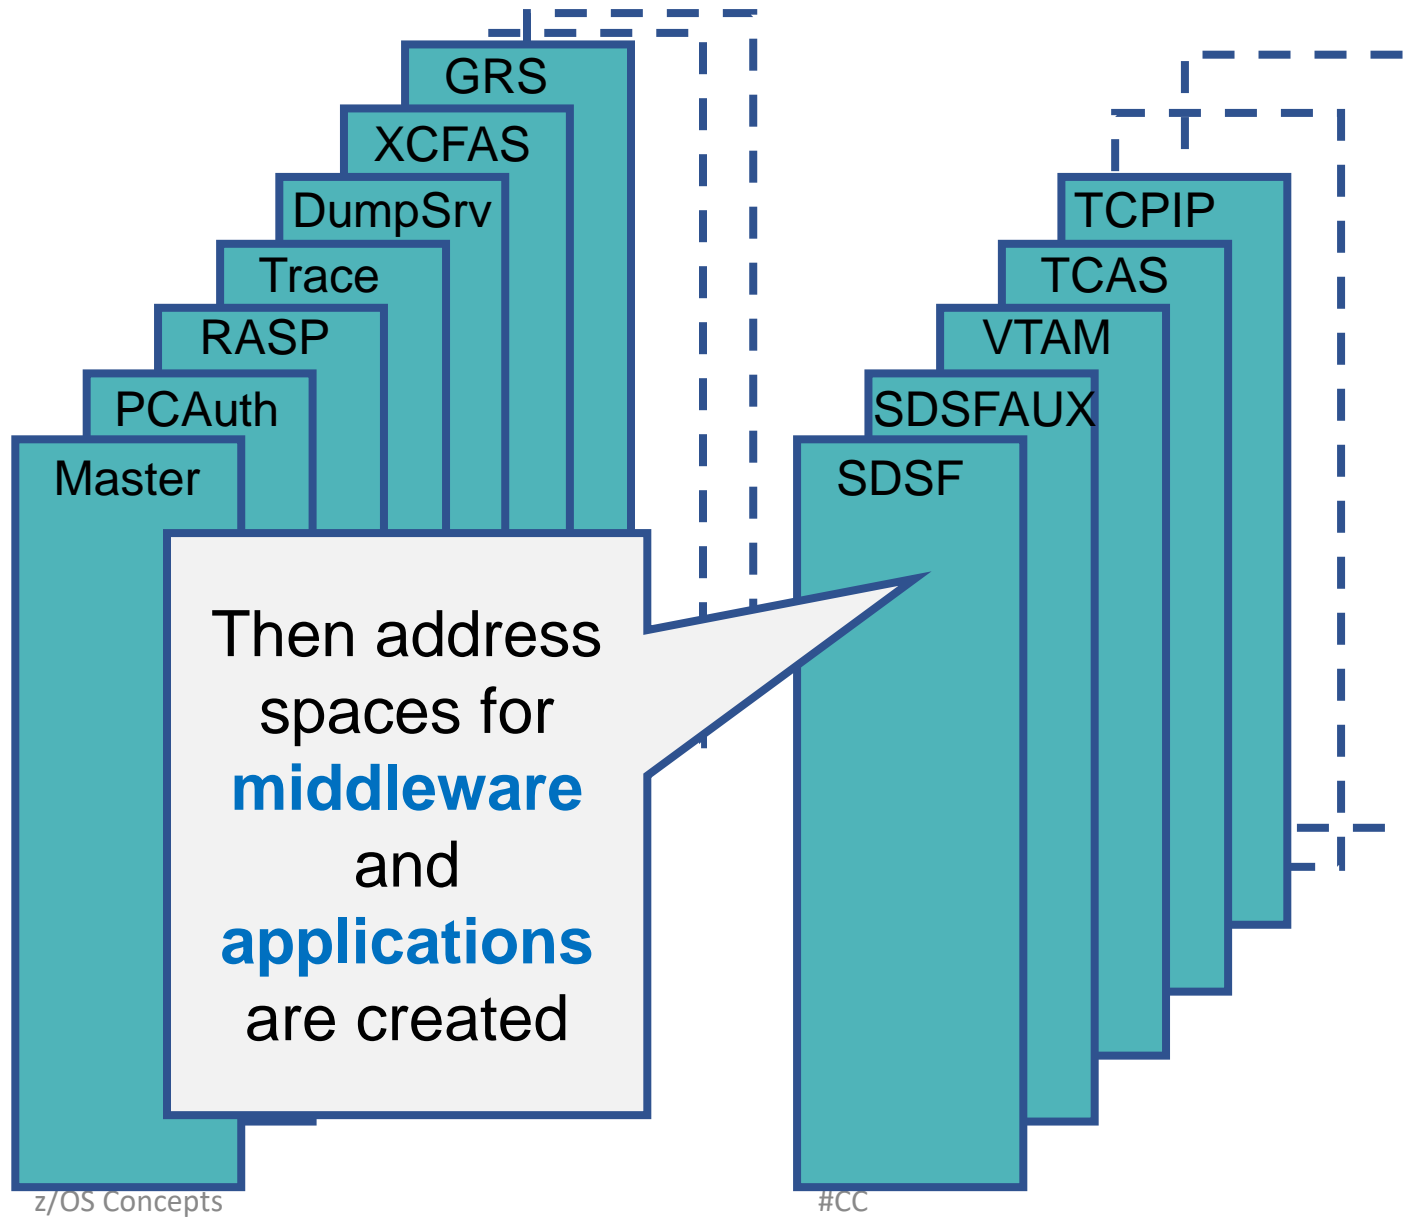 GRS
XCFAS
DumpSrv
Trace
RASP
PCAuth
Master
TCPIP
TCAS
VTAM
SDSFAUX
SDSF
Then address
spaces for
middleware
and
applications
are created
z/OS Concepts
#CC